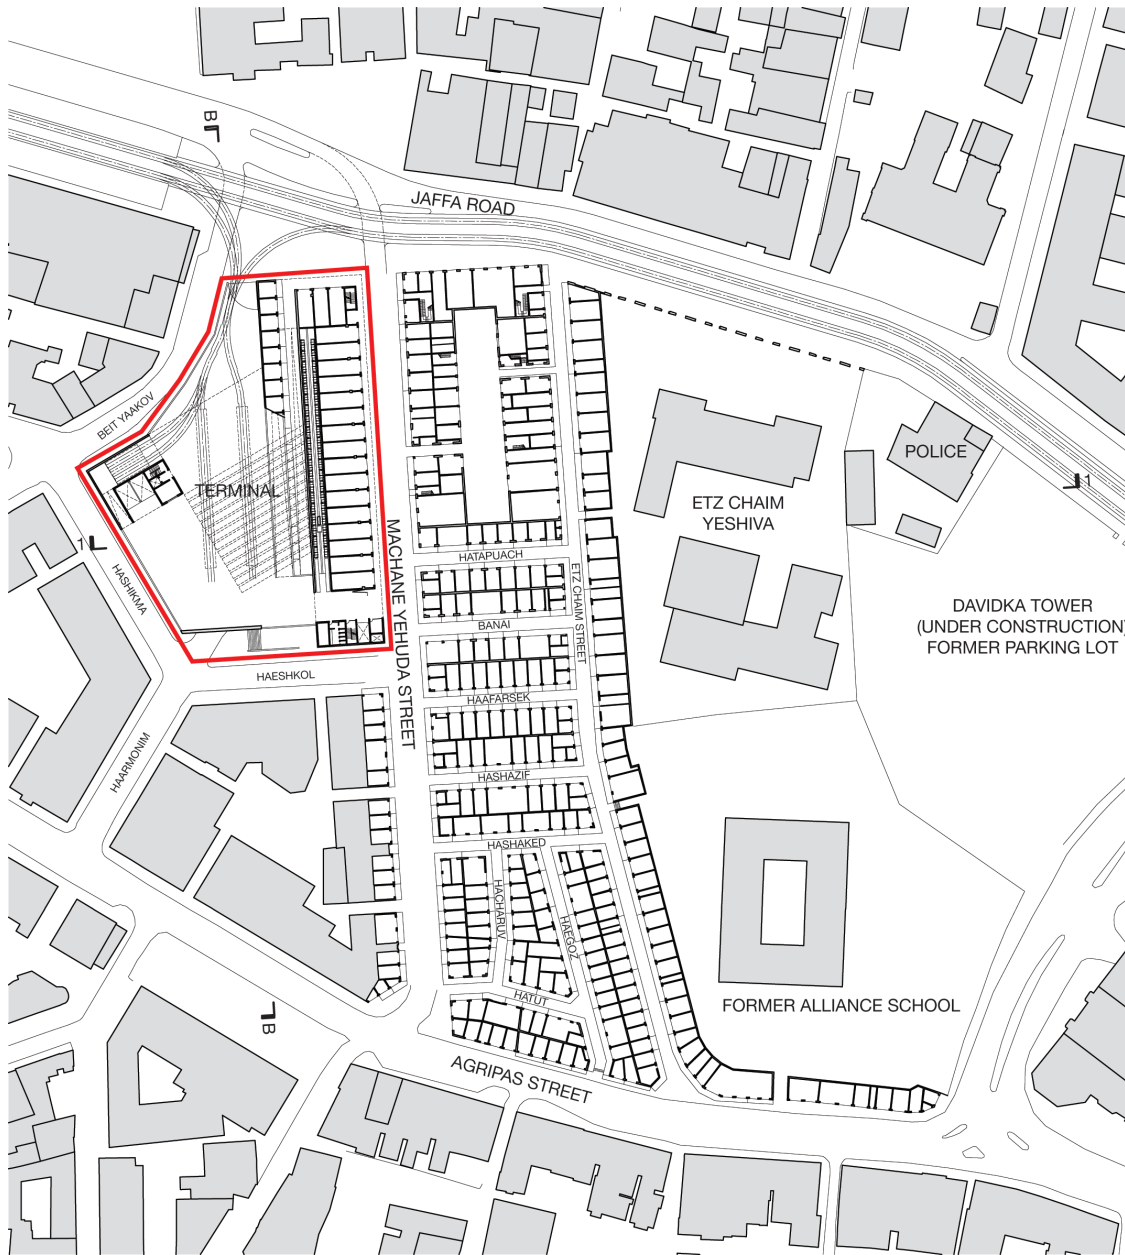 B
JAFFA ROAD
BEIT YAAKOV
TERMINAL
POLICE
ETZ CHAIM
YESHIVA
1
1
MACHANE YEHUDA STREET
HATAPUACH
ETZ CHAIM STREET
HASHIKMA
BANAI
DAVIDKA TOWER
(UNDER CONSTRUCTION)
FORMER PARKING LOT
HAESHKOL
HAAFARSEK
HAARMONIM
HASHAZIF
HASHAKED
HACHARUV
HAEGOZ
HATUT
FORMER ALLIANCE SCHOOL
B
AGRIPAS STREET